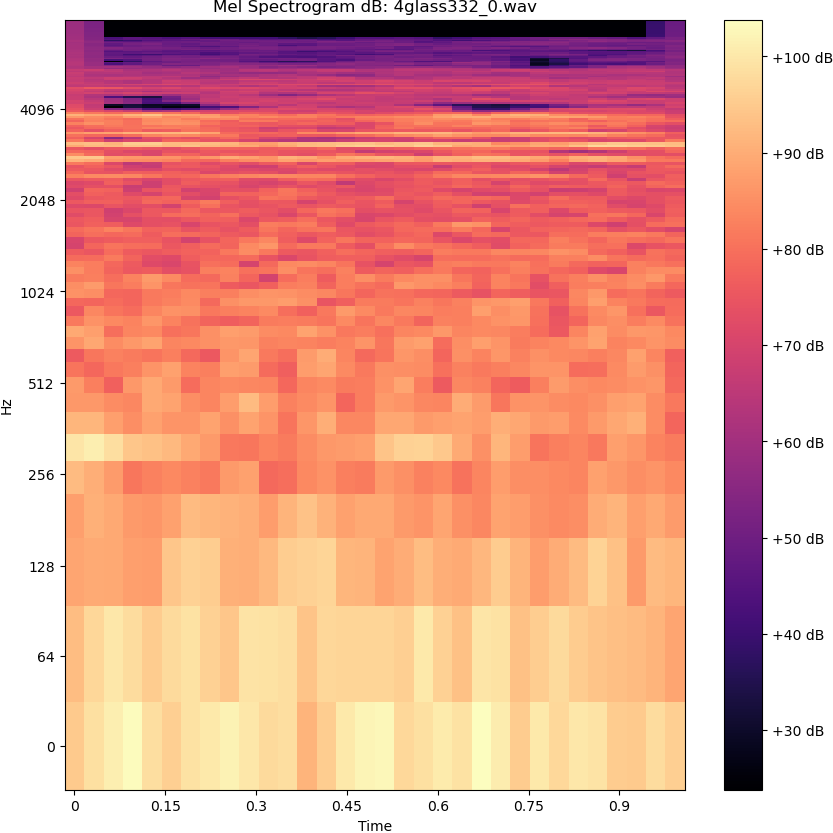 Mel Spectrogram dB: 4glass332_0.wav
+100 dB
4096
+90 dB
2048
+80 dB
1024
+70 dB
512
Hz
+60 dB
256
+50 dB
128
+40 dB
64
+30 dB
0
0 0.15 0.3 0.45 0.6 0.75 0.9
Time